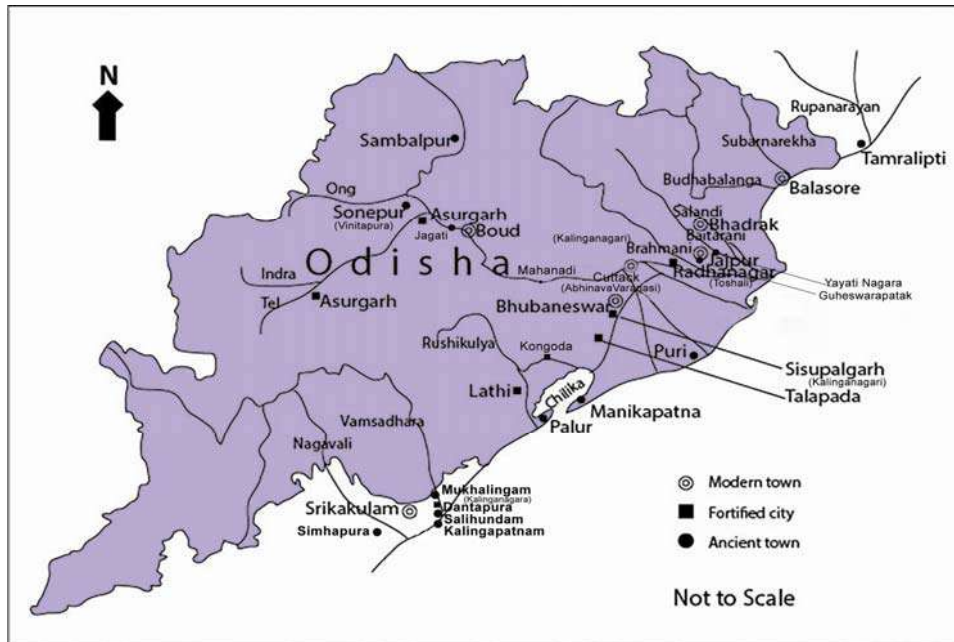 N
Rupanarayan
Subarnarekha
Sambalpur
Tamralipti
Budhabalanga
Balasore
Ong
Sonepur
(Vinitapura)
Asurgarh
Jagati
Boud
Salandi
Bhadrak
Baitarani
(Kalinganagari)
Brahmani
Jajpur
Radhanagar
(Toshali)
Odisha
Indra
Tel
Asurgarh
Mahanadi
Cuttack
(AbhinavaVaranasi)
Yayati Nagara
Guheswarapatak
Bhubaneswar
Rushikulya
Kongoda
Puri
Sisupalgarh
(Kalinganagari)
Talapada
Lathi
Chilika
Manikapatna
Palur
Vamsadhara
Nagavali
Mukhalingam
(Kalinganagara)
Dantapura
Salihundam
Kalingapatnam
Srikakulam
Simhapura
Modern town
Fortified city
Ancient town
Not to Scale